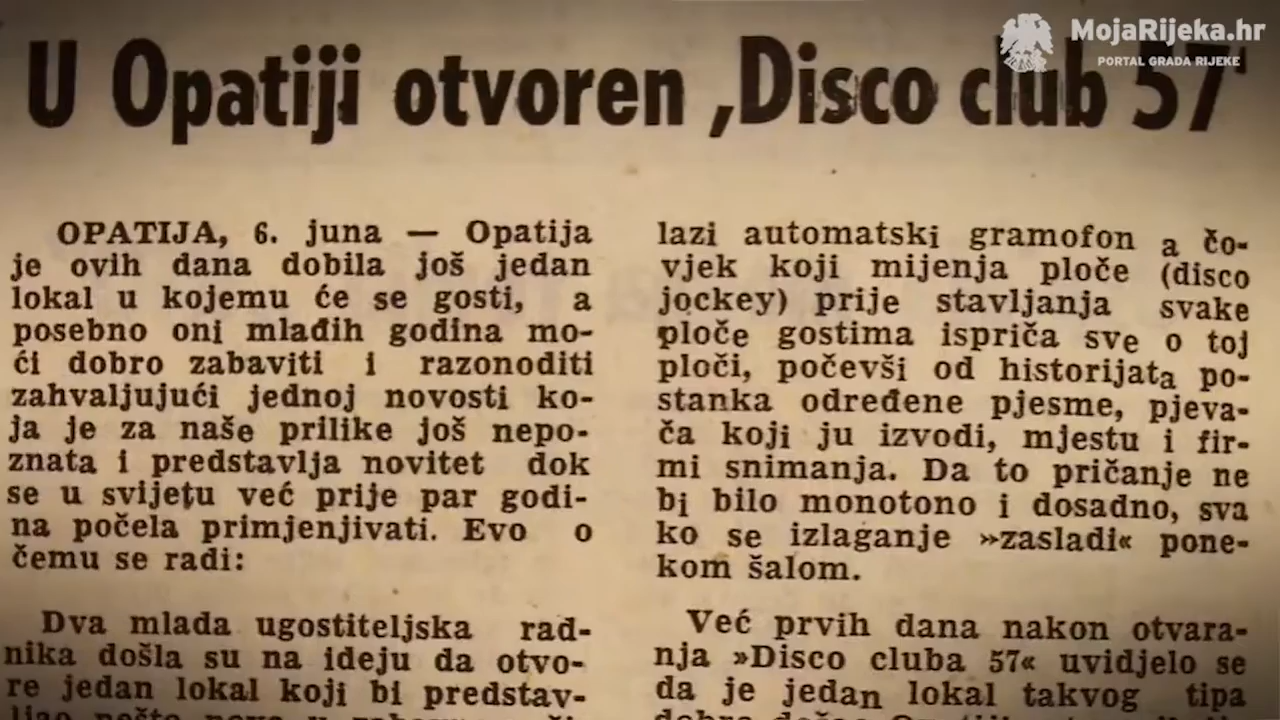 MojaRijeka.hr
PORTAL GRADA RIJEKE
U Opatiji otvoren ‚Disco club 57'
OPATIJA, 6. juna — Opatija
je ovih dana dobila još jedan
lokal u kojemu će se gosti, a
posebno oni mlađih godina mo-
ći dobro zabaviti i razonoditi
zahvaljujući jednoj novosti ko-
ja je za naše prilike još nepo-
znata i predstavlja novitet dok
se u svijetu već prije par godi-
na počela primjenjivati. Evo o
čemu se radi:
Dva mlada ugostiteljska rad-
nika došla su na ideju da otvo-
re jedan lokal koji bi predstav-
lazi automatski gramofon a čo-
vjek koji mijenja ploče (disco
jockey) prije stavljanja svake
ploče gostima ispriča sve o toj
ploči, počevši od historijata po-
stanka određene pjesme, pjeva-
ča koji ju izvodi, mjestu i fir-
mi snimanja. Da to pričanje ne
bi bilo monotono i dosadno, sva
ko se izlaganje »zasladi« pone-
kom šalom.
Već prvih dana nakon otvara-
nja »Disco cluba 57« uvidjelo se
da je jedan lokal takvog tipa